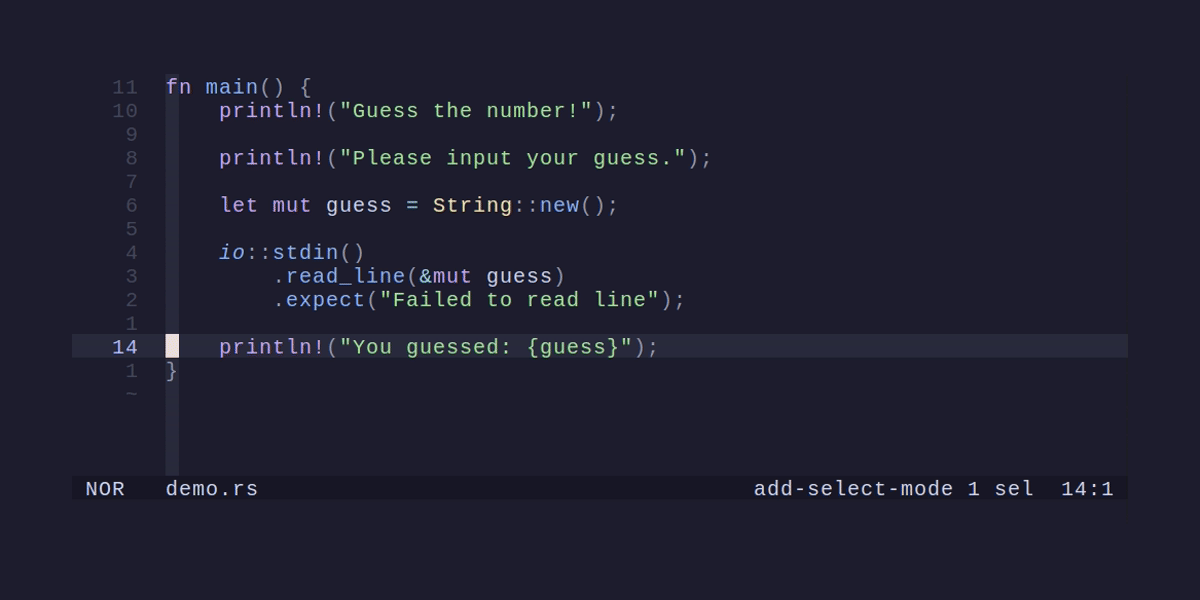 11 fn main() {
10     println!("Guess the number!");
9
8     println!("Please input your guess.");
7
6     let mut guess = String::new();
5
4     io::stdin()
3         .read_line(&mut guess)
2         .expect("Failed to read line");
1
14     println!("You guessed: {guess}");
1 }
~
NOR demo.rs add-select-mode 1 sel 14:1